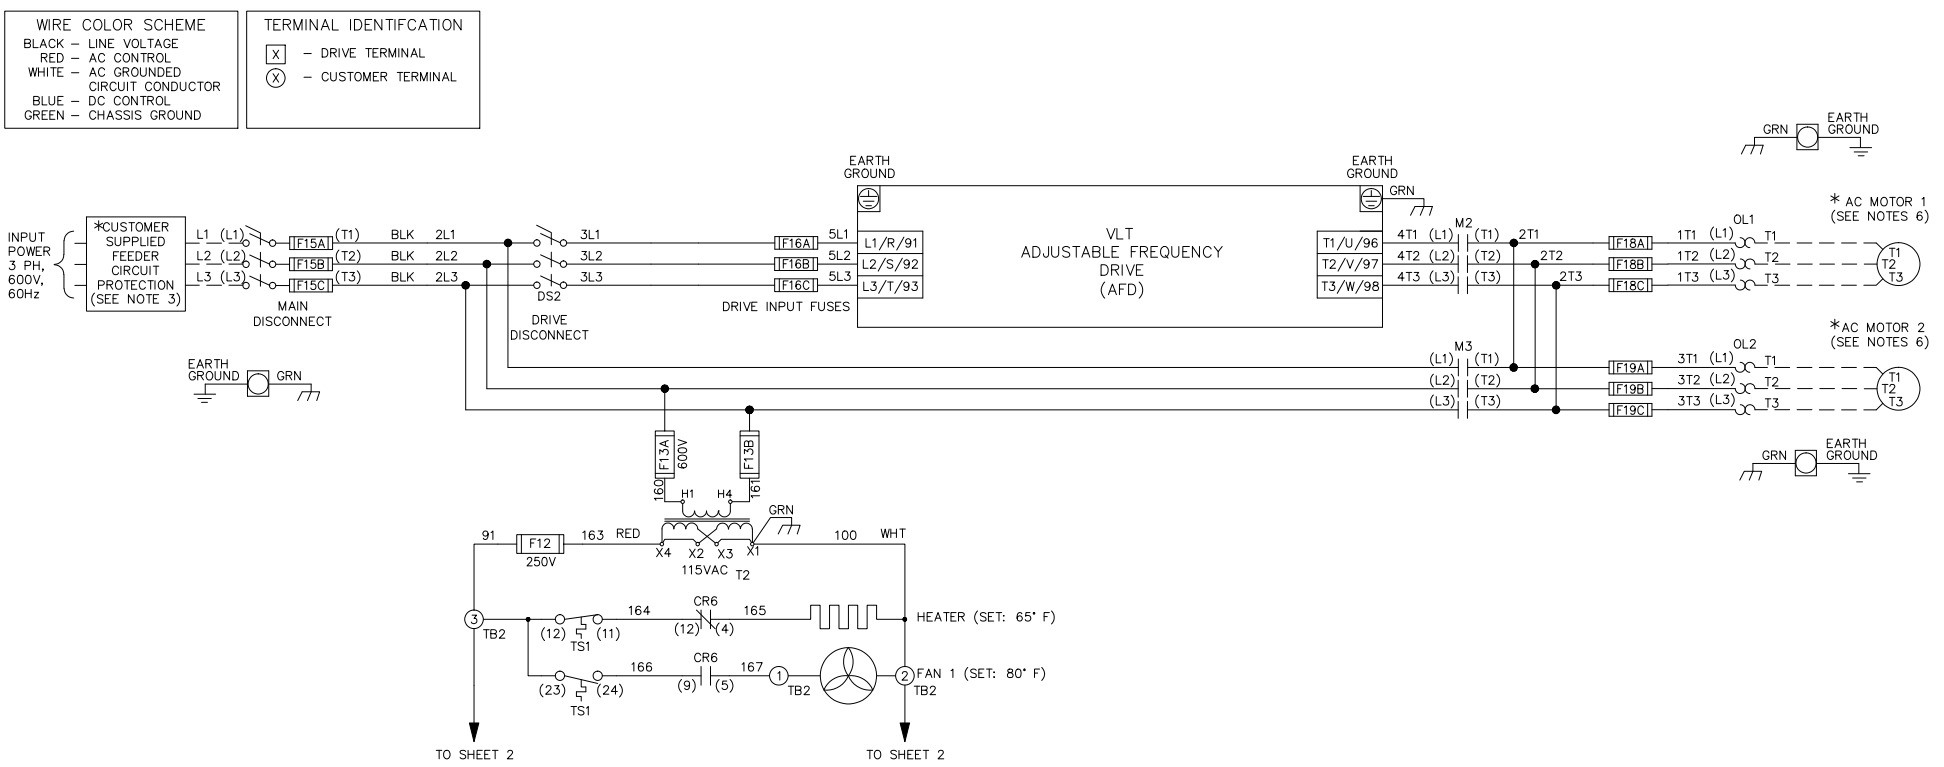 WIRE COLOR SCHEME
BLACK – LINE VOLTAGE
RED – AC CONTROL
WHITE – AC GROUNDED
CIRCUIT CONDUCTOR
BLUE – DC CONTROL
GREEN – CHASSIS GROUND
TERMINAL IDENTIFCATION
X – DRIVE TERMINAL
X – CUSTOMER TERMINAL
GRN
EARTH
GROUND
EARTH
GROUND
EARTH
GROUND
GRN
INPUT
POWER
3 PH,
600V,
60Hz
*CUSTOMER
SUPPLIED
FEEDER
CIRCUIT
PROTECTION
(SEE NOTE 3)
L1 (L1) F15A (T1) BLK 2L1 3L1 F16A 5L1 L1/R/91
L2 (L2) F15B (T2) BLK 2L2 3L2 F16B 5L2 L2/S/92
L3 (L3) F15C (T3) BLK 2L3 3L3 F16C 5L3 L3/T/93
MAIN
DISCONNECT
DS2
DRIVE
DISCONNECT
DRIVE INPUT FUSES
VLT
ADJUSTABLE FREQUENCY
DRIVE
(AFD)
M2
OL1
T1/U/96 4T1 (L1) (T1) 2T1 F18A 1T1 (L1) T1
T2/V/97 4T2 (L2) (T2) 2T2 F18B 1T2 (L2) T2
T3/W/98 4T3 (L3) (T3) 2T3 F18C 1T3 (L3) T3
* AC MOTOR 1
(SEE NOTES 6)
T1
T2
T3
EARTH
GROUND
GRN
M3
OL2
(L1) (T1) F19A 3T1 (L1) T1
(L2) (T2) F19B 3T2 (L2) T2
(L3) (T3) F19C 3T3 (L3) T3
* AC MOTOR 2
(SEE NOTES 6)
T1
T2
T3
GRN
EARTH
GROUND
F13A
600V
F13B
160
161
H1 H4
GRN
91 F12 163 RED
250V
X4 X2 X3 X1
100 WHT
115VAC T2
3
TB2
(12) (11)
TS1
164
CR6
(12) (4)
165
HEATER (SET: 65° F)
(23) (24)
TS1
166
CR6
(9) (5)
167
1
TB2
2
TB2
FAN 1 (SET: 80° F)
TO SHEET 2
TO SHEET 2